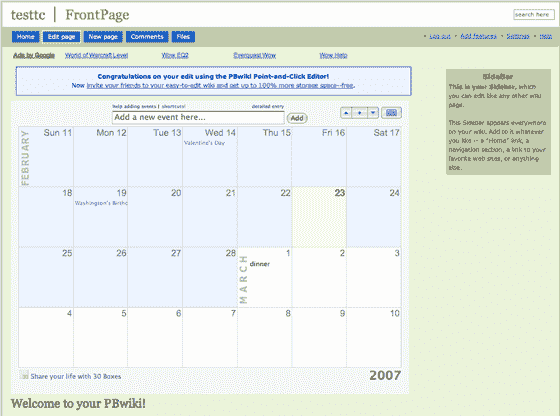 testtc | FrontPage
search here
Home Edit page New page Comments Files
Log out Add features Settings Help
Ads by Google World of Warcraft Level Wow EQ2 Everquest Wow Wow Help
Congratulations on your edit using the PBwiki Point-and-Click Editor!
Now invite your friends to your easy-to-edit wiki and get up to 100% more storage space--free.
SideBar
This is your Sidebar, which
you can edit like any other wiki
page.
This Sidebar appears everywhere
on your wiki. Add to it whatever
you like -- a "Home" link, a
navigation section, a link to your
favorite web sites, or anything
else.
help adding events | shortcuts! detailed entry
Add a new event here... Add
FEBRUARY
Sun 11 Mon 12 Tue 13 Wed 14 Thu 15 Fri 16 Sat 17
Valentine's Day
18 19 20 21 22 23 24
Washington's Birthd
25 26 27 28 1 2 3
MARCH
dinner
4 5 6 7 8 9 10
Share your life with 30 Boxes 2007
Welcome to your PBwiki!